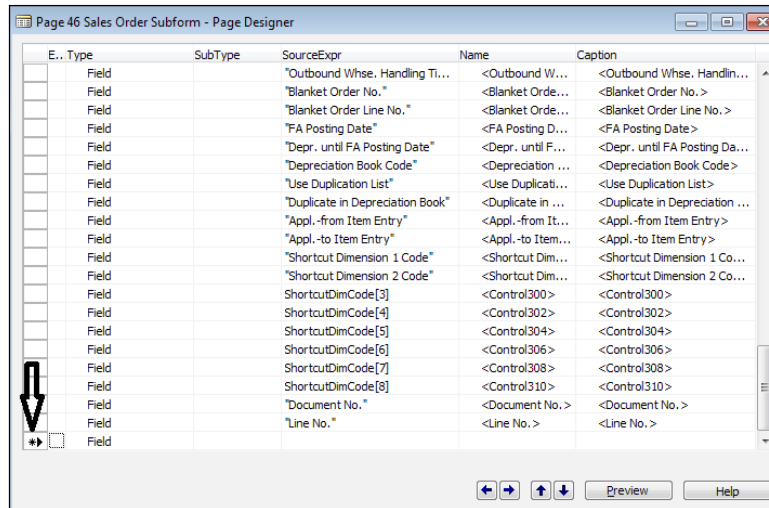 Page 46 Sales Order Subform - Page Designer
E.. Type SubType SourceExpr Name Caption
Field "Outbound Whse. Handling Ti... <Outbound W... <Outbound Whse. Handlin...
Field "Blanket Order No." <Blanket Orde... <Blanket Order No.>
Field "Blanket Order Line No." <Blanket Orde... <Blanket Order Line No.>
Field "FA Posting Date" <FA Posting D... <FA Posting Date>
Field "Depr. until FA Posting Date" <Depr. until F... <Depr. until FA Posting Da...
Field "Depreciation Book Code" <Depreciation ... <Depreciation Book Code>
Field "Use Duplication List" <Use Duplicati... <Use Duplication List>
Field "Duplicate in Depreciation Book" <Duplicate in ... <Duplicate in Depreciation ...
Field "Appl.-from Item Entry" <Appl.-from It... <Appl.-from Item Entry>
Field "Appl.-to Item Entry" <Appl.-to Item... <Appl.-to Item Entry>
Field "Shortcut Dimension 1 Code" <Shortcut Dim... <Shortcut Dimension 1 Co...
Field "Shortcut Dimension 2 Code" <Shortcut Dim... <Shortcut Dimension 2 Co...
Field ShortcutDimCode[3] <Control300> <Control300>
Field ShortcutDimCode[4] <Control302> <Control302>
Field ShortcutDimCode[5] <Control304> <Control304>
Field ShortcutDimCode[6] <Control306> <Control306>
Field ShortcutDimCode[7] <Control308> <Control308>
Field ShortcutDimCode[8] <Control310> <Control310>
Field "Document No." <Document No.> <Document No.>
Field "Line No." <Line No.> <Line No.>
Field
Preview Help